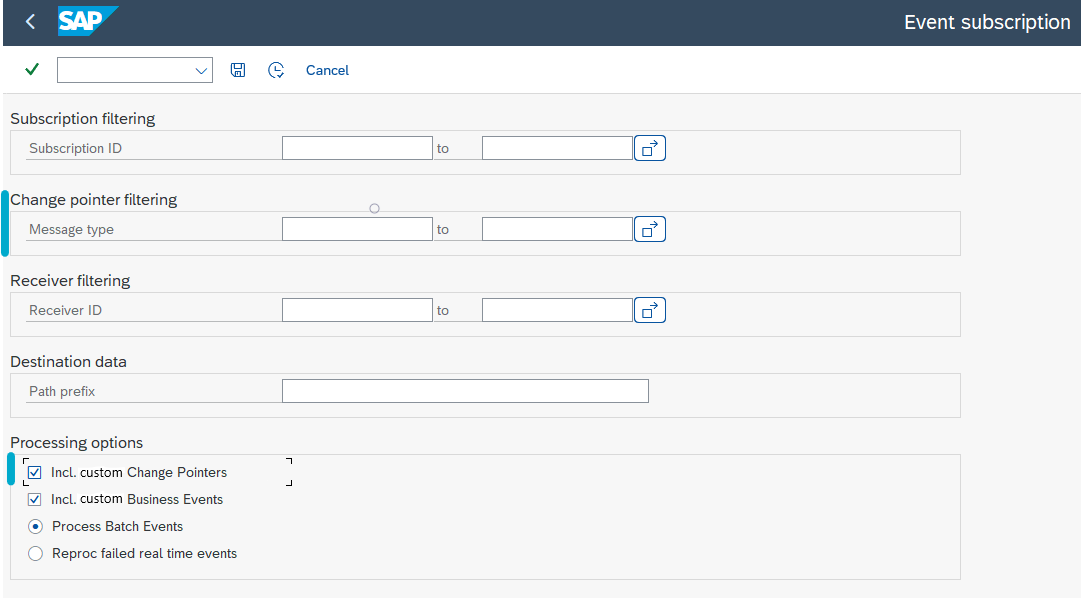 SAP Event subscription
Cancel
Subscription filtering
Subscription ID to
Change pointer filtering
Message type to
Receiver filtering
Receiver ID to
Destination data
Path prefix
Processing options
Incl. custom Change Pointers
Incl. custom Business Events
Process Batch Events
Reproc failed real time events